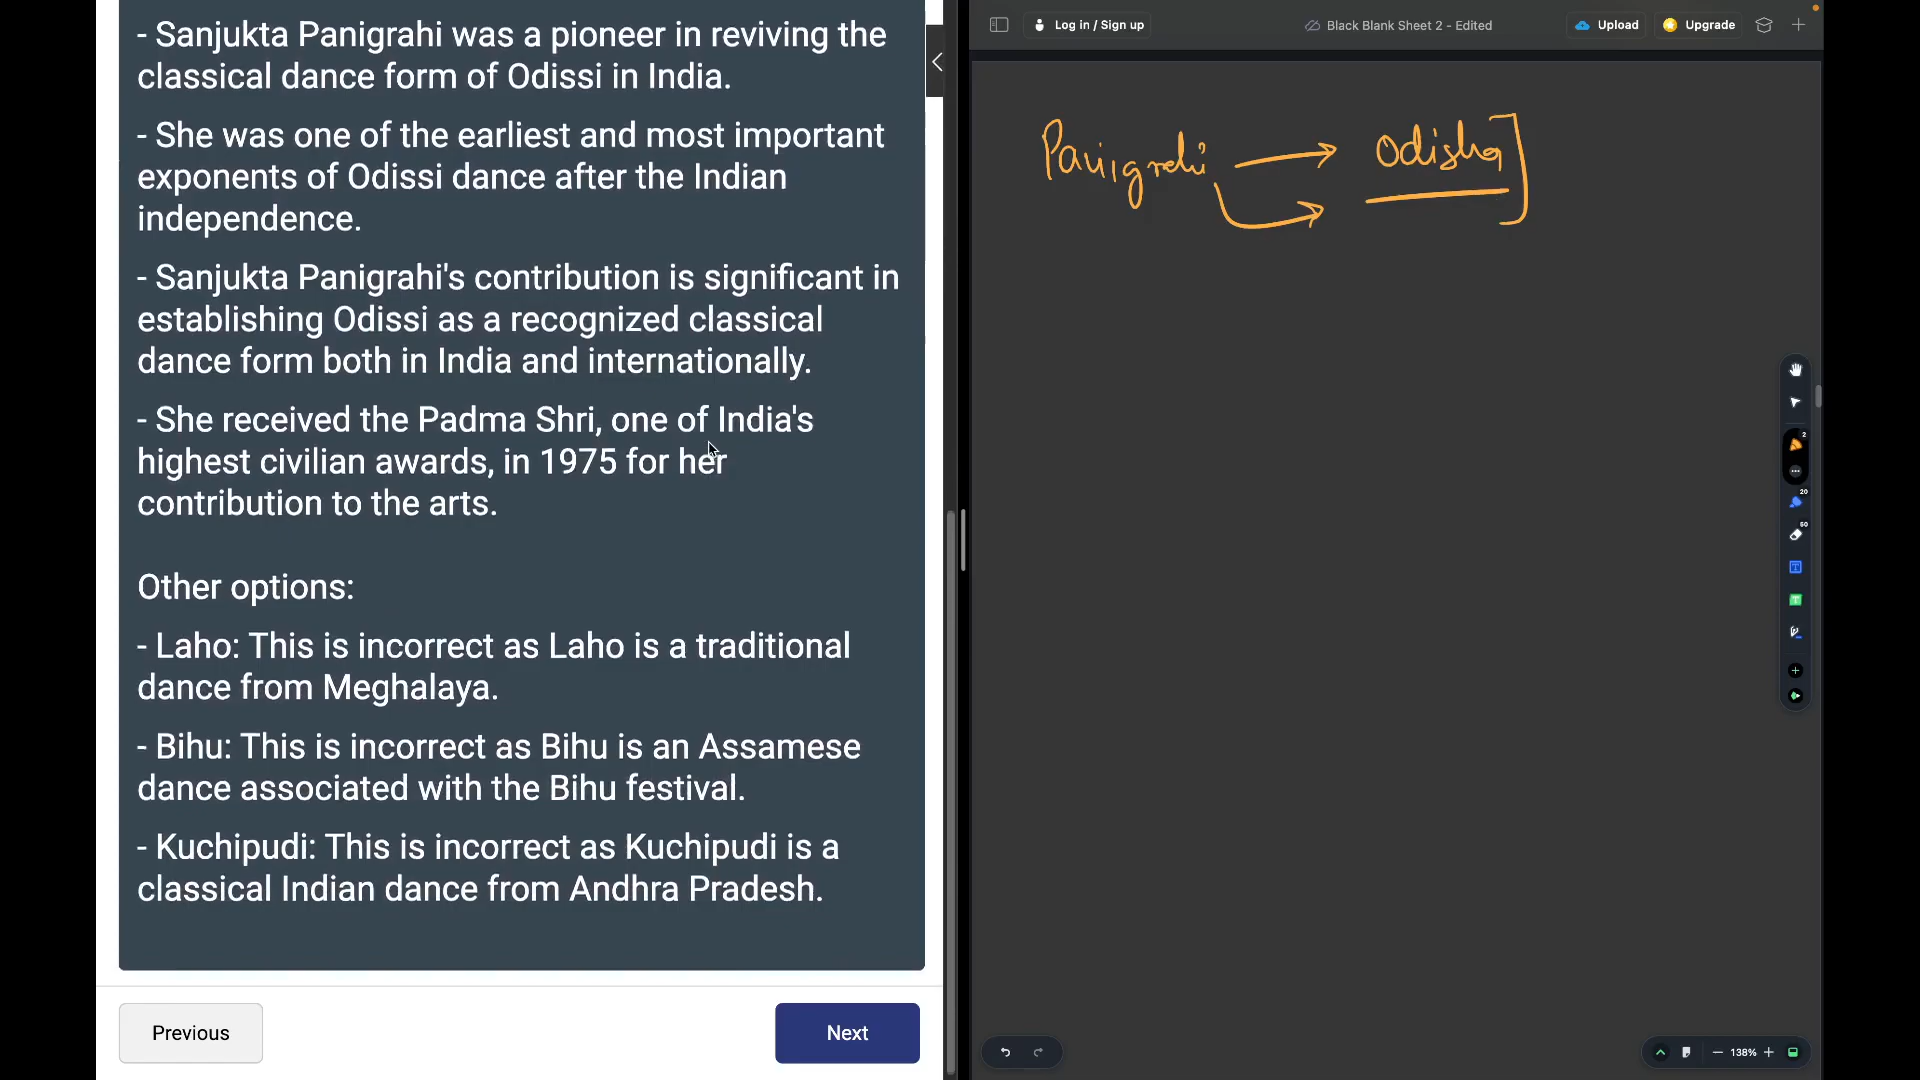 - Sanjukta Panigrahi was a pioneer in reviving the
classical dance form of Odissi in India.
- She was one of the earliest and most important
exponents of Odissi dance after the Indian
independence.
- Sanjukta Panigrahi's contribution is significant in
establishing Odissi as a recognized classical
dance form both in India and internationally.
- She received the Padma Shri, one of India's
highest civilian awards, in 1975 for her
contribution to the arts.
Other options:
- Laho: This is incorrect as Laho is a traditional
dance from Meghalaya.
- Bihu: This is incorrect as Bihu is an Assamese
dance associated with the Bihu festival.
- Kuchipudi: This is incorrect as Kuchipudi is a
classical Indian dance from Andhra Pradesh.
Previous
Next
Log in / Sign up
Black Blank Sheet 2 - Edited
Upload
Upgrade
Panigrahi → Odisha
2
20
50
138%